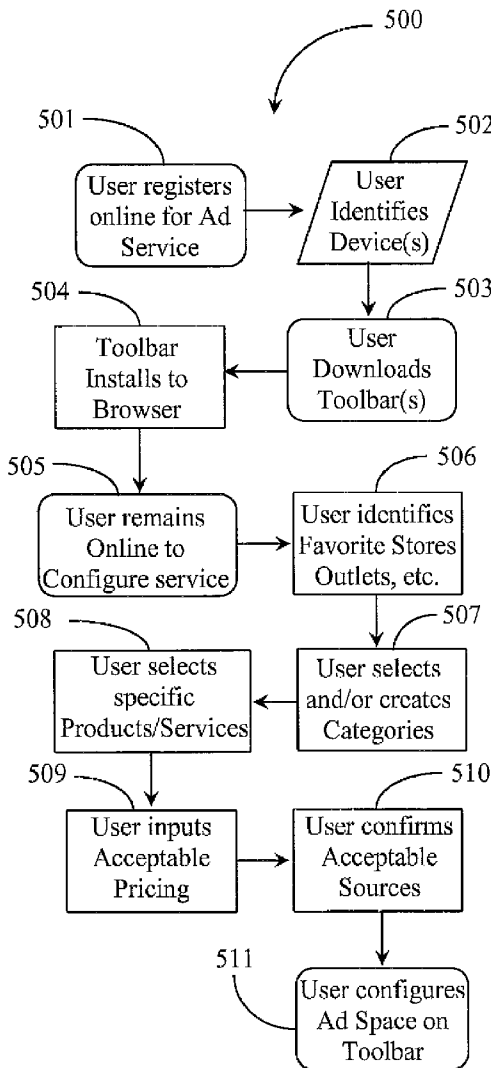 500
501
User registers
online for Ad
Service
502
User
Identifies
Device(s)
503
User
Downloads
Toolbar(s)
504
Toolbar
Installs to
Browser
505
User remains
Online to
Configure service
506
User identifies
Favorite Stores
Outlets, etc.
507
User selects
and/or creates
Categories
508
User selects
specific
Products/Services
509
User inputs
Acceptable
Pricing
510
User confirms
Acceptable
Sources
511
User configures
Ad Space on
Toolbar